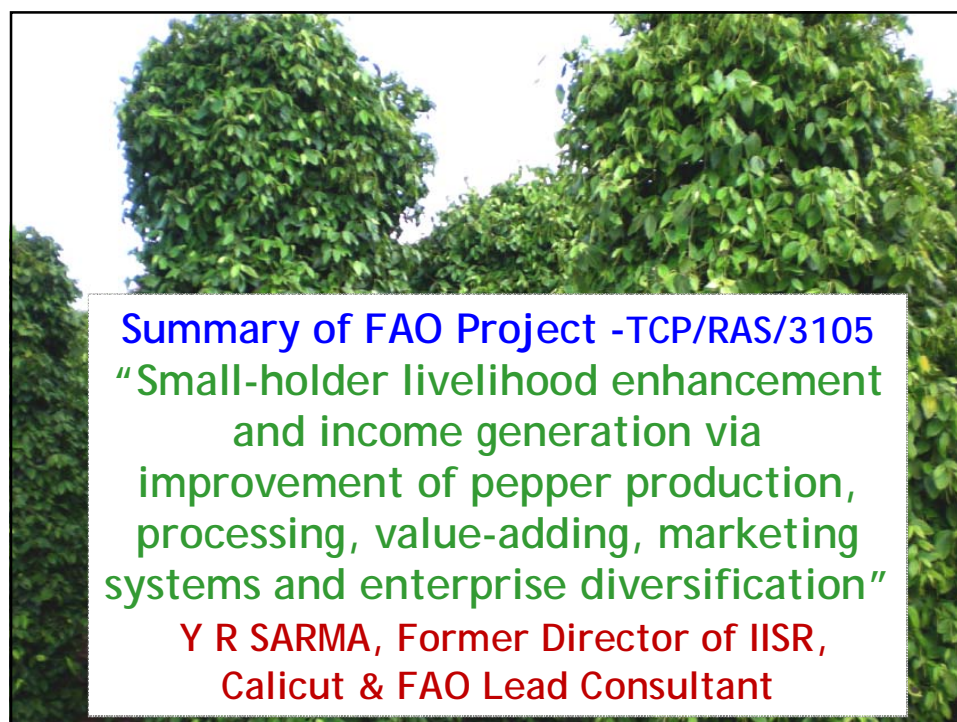 Summary of FAO Project -TCP/RAS/3105
“Small-holder livelihood enhancement
and income generation via
improvement of pepper production,
processing, value-adding, marketing
systems and enterprise diversification”
Y R SARMA, Former Director of IISR,
Calicut & FAO Lead Consultant